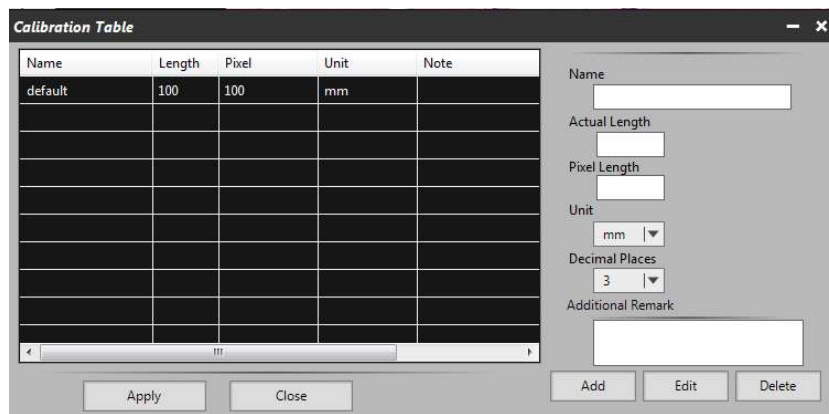 Calibration Table
Name Length Pixel Unit Note
default 100 100 mm
Name
Actual Length
Pixel Length
Unit
mm
Decimal Places
3
Additional Remark
Apply Close
Add Edit Delete